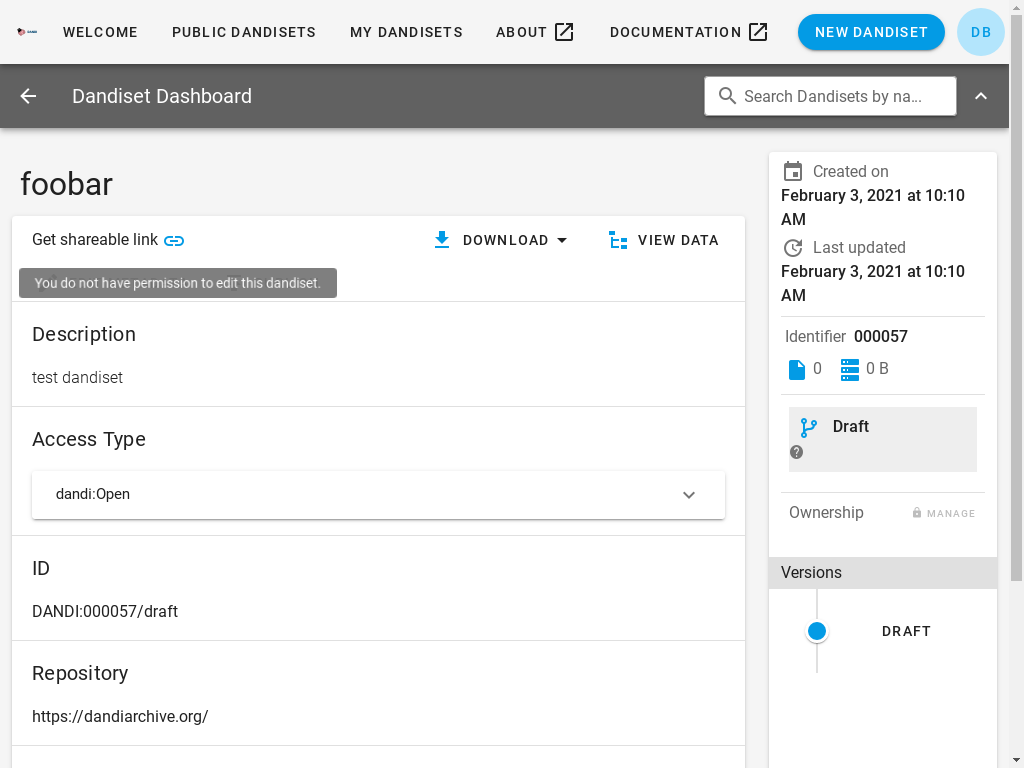 WELCOME PUBLIC DANDISETS MY DANDISETS ABOUT DOCUMENTATION NEW DANDISET DB
Dandiset Dashboard Search Dandisets by na...
foobar
Get shareable link DOWNLOAD VIEW DATA
You do not have permission to edit this dandiset.
Description
test dandiset
Access Type
dandi:Open
ID
DANDI:000057/draft
Repository
https://dandiarchive.org/
Created on
February 3, 2021 at 10:10
AM
Last updated
February 3, 2021 at 10:10
AM
Identifier 000057
0 0 B
Draft
Ownership MANAGE
Versions
DRAFT